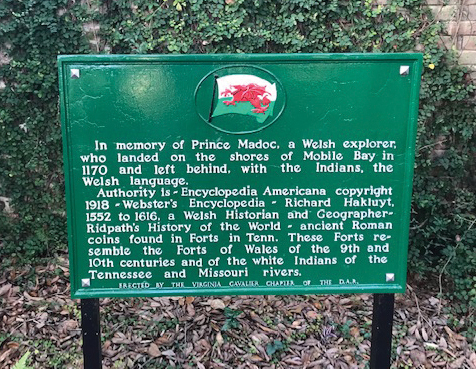 In memory of Prince Madoc, a Welsh explorer,
who landed on the shores of Mobile Bay in
1170 and left behind, with the Indians, the
Welsh language.
Authority is - Encyclopedia Americana copyright
1918 - Webster's Encyclopedia - Richard Hakluyt,
1552 to 1616, a Welsh Historian and Geographer-
Ridpath's History of the World - ancient Roman
coins found in Forts in Tenn. These Forts re-
semble the Forts of Wales of the 9th and
10th centuries and of the white Indians of the
Tennessee and Missouri rivers.
ERECTED BY THE VIRGINIA CAVALIER CHAPTER OF THE D.A.R.